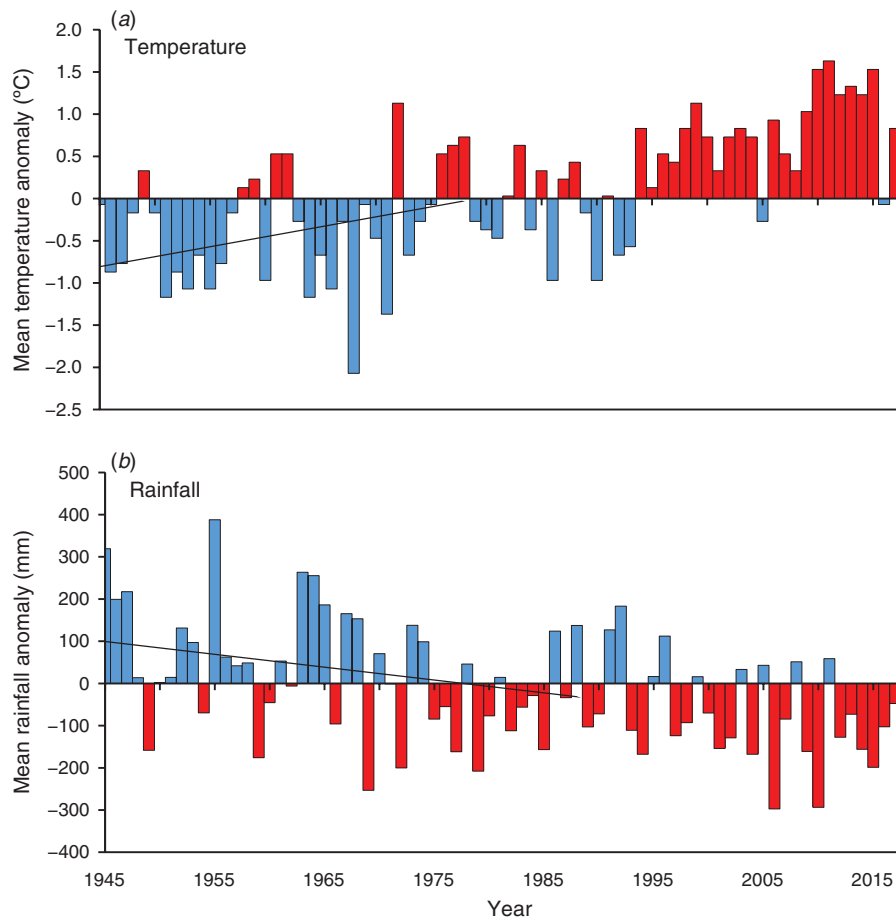 (a)
Temperature
Mean temperature anomaly (ºC)
2.0
1.5
1.0
0.5
0
−0.5
−1.0
−1.5
−2.0
−2.5
(b)
Rainfall
Mean rainfall anomaly (mm)
500
400
300
200
100
0
−100
−200
−300
−400
1945 1955 1965 1975 1985 1995 2005 2015
Year